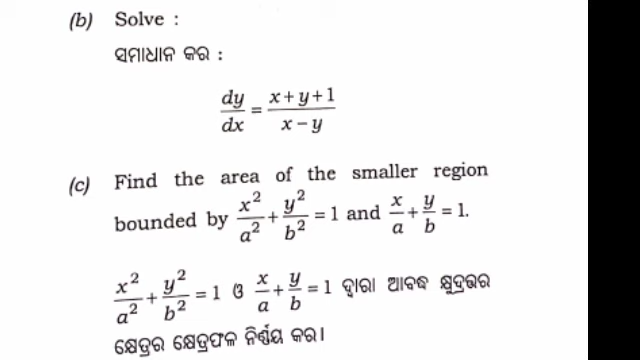 (b) Solve :
ସମାଧାନ କର :
dy/dx = x + y + 1/x − y
(c) Find the area of the smaller region
bounded by x²/a² + y²/b² = 1 and x/a + y/b = 1.
x²/a² + y²/b² = 1 ଓ x/a + y/b = 1 ଦ୍ୱାରା ଆବଦ୍ଧ କ୍ଷୁଦ୍ରତର
କ୍ଷେତ୍ରର କ୍ଷେତ୍ରଫଳ ନିର୍ଣ୍ଣୟ କର।